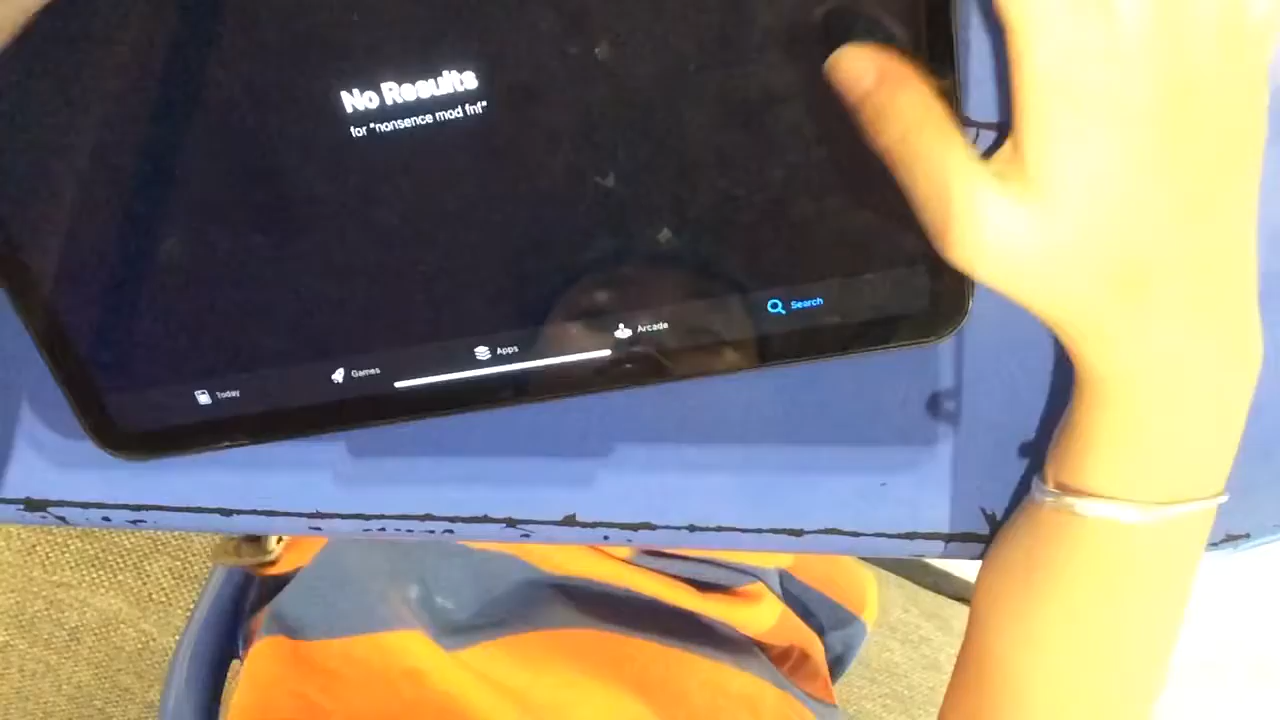 No Results
for "nonsence mod fnf"
Today
Games
Apps
Arcade
Search